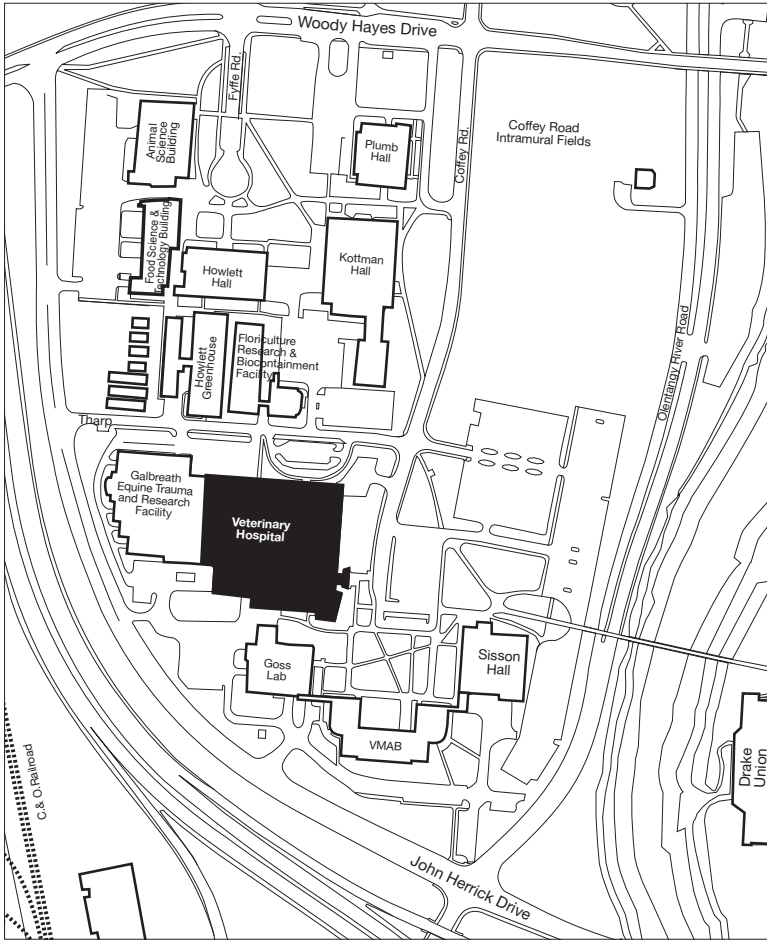 Woody Hayes Drive
Fyffe Rd.
Coffey Road
Intramural Fields
Animal
Science
Building
Plumb
Hall
Coffey Rd.
Food Science &
Technology Building
Howlett
Hall
Kottman
Hall
Olentangy River Road
Howlett
Greenhouse
Floriculture
Research &
Biocontainment
Facility
Tharp
Galbreath
Equine Trauma
and Research
Facility
Veterinary
Hospital
Goss
Lab
Sisson
Hall
VMAB
Drake
Union
C.& O. Railroad
John Herrick Drive